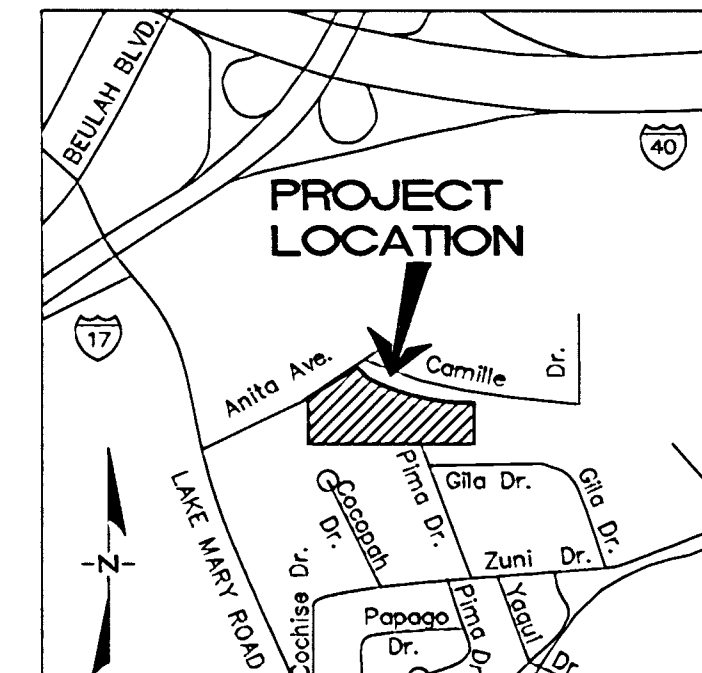 BEULAH BLVD.
40
PROJECT
LOCATION
17
Anita Ave.
Camille
Dr.
Pima Dr.
Gila Dr.
Gila Dr.
Cocopah
Dr.
LAKE MARY ROAD
-N-
Zuni Dr.
Cochise Dr.
Papago
Dr.
Pima Dr
Yaqui
Dr